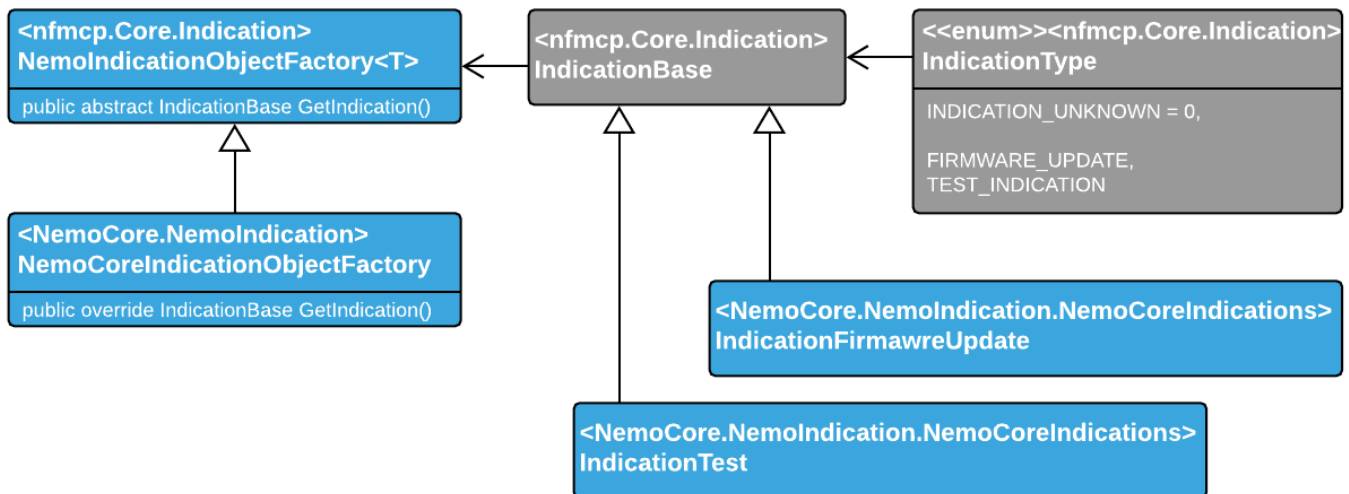 <nfmcp.Core.Indication>
NemoIndicationObjectFactory<T>
public abstract IndicationBase GetIndication()
<nfmcp.Core.Indication>
IndicationBase
<<enum>><nfmcp.Core.Indication>
IndicationType
INDICATION_UNKNOWN = 0,
FIRMWARE_UPDATE,
TEST_INDICATION
<NemoCore.NemoIndication>
NemoCoreIndicationObjectFactory
public override IndicationBase GetIndication()
<NemoCore.NemoIndication.NemoCoreIndications>
IndicationFirmawreUpdate
<NemoCore.NemoIndication.NemoCoreIndications>
IndicationTest